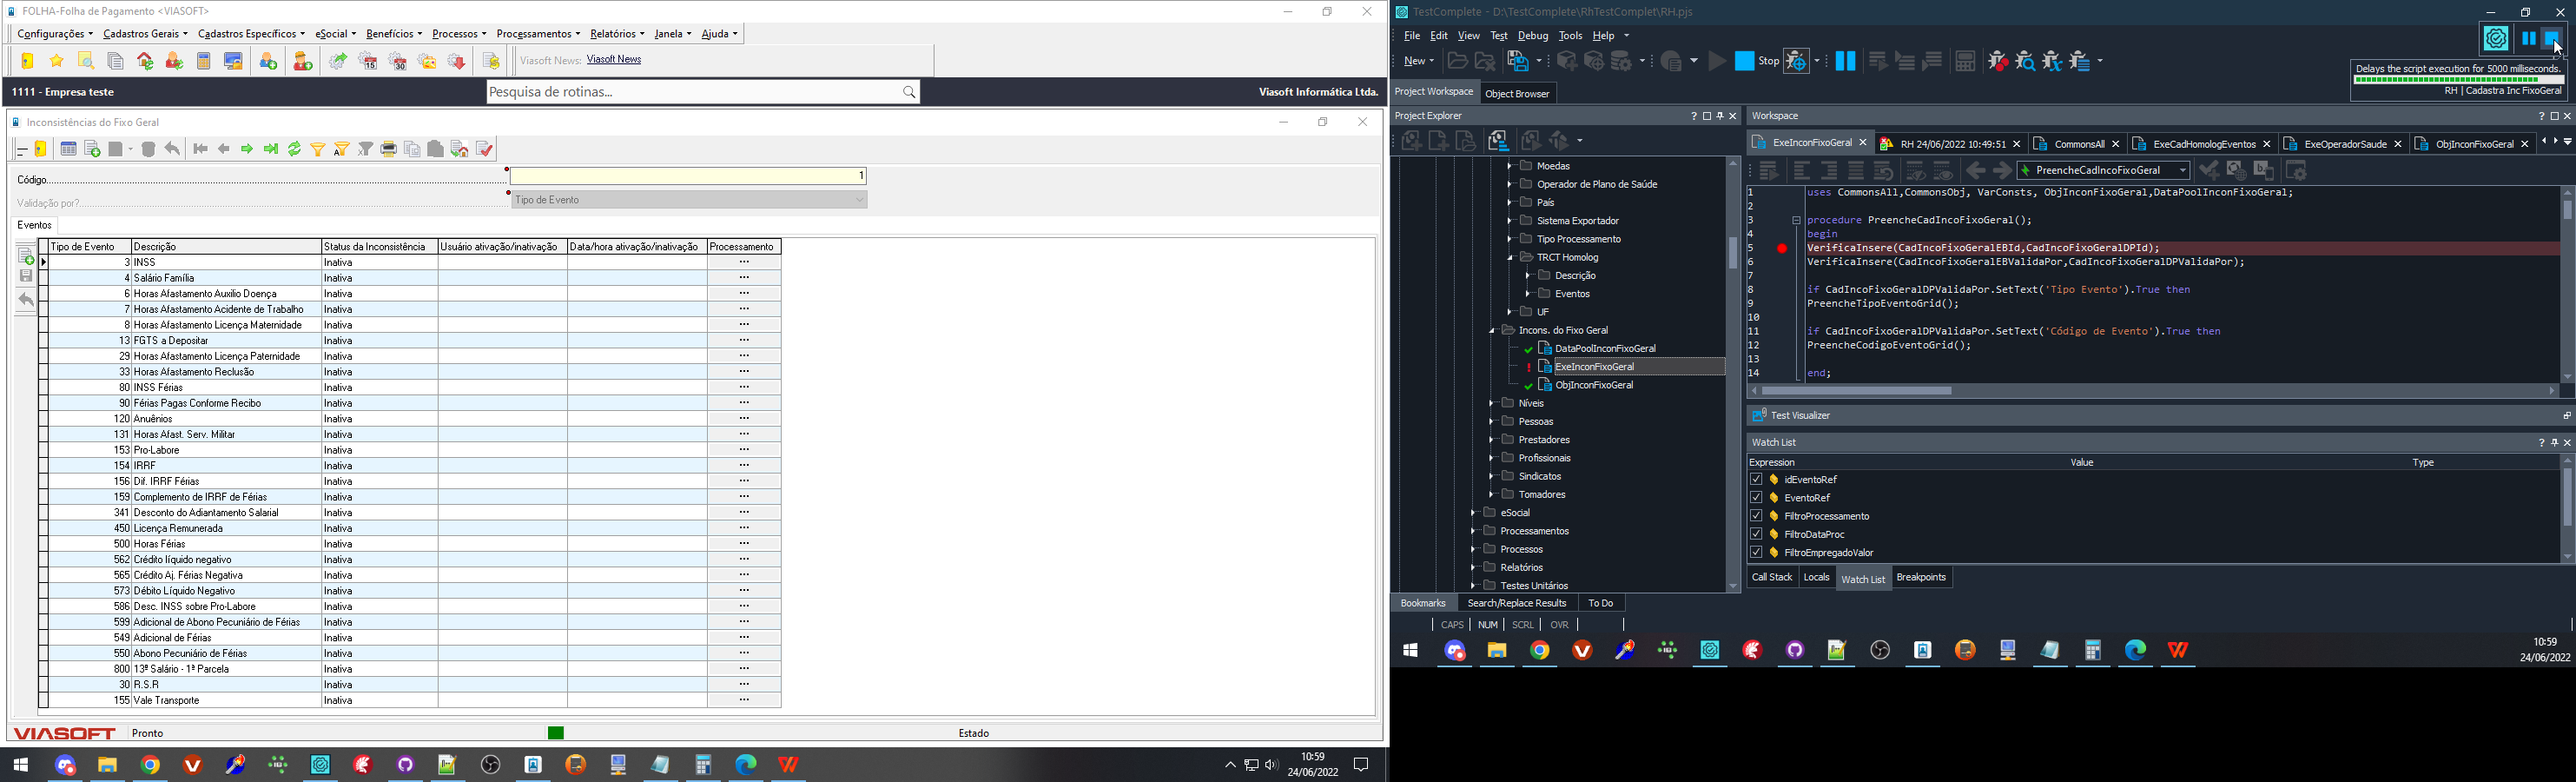 FOLHA-Folha de Pagamento <VIASOFT>
Configurações Cadastros Gerais Cadastros Específicos eSocial Benefícios Processos Processamentos Relatórios Janela Ajuda
Viasoft News: Viasoft News
1111 - Empresa teste
Pesquisa de rotinas...
Viasoft Informática Ltda.
Inconsistências do Fixo Geral
Código
1
Validação por?
Tipo de Evento
Eventos
Tipo de Evento Descrição Status da Inconsistência Usuário ativação/inativação Data/hora ativação/inativação Processamento
3 INSS Inativa ...
4 Salário Família Inativa ...
6 Horas Afastamento Auxilio Doença Inativa ...
7 Horas Afastamento Acidente de Trabalho Inativa ...
8 Horas Afastamento Licença Maternidade Inativa ...
13 FGTS a Depositar Inativa ...
29 Horas Afastamento Licença Paternidade Inativa ...
33 Horas Afastamento Reclusão Inativa ...
80 INSS Férias Inativa ...
90 Férias Pagas Conforme Recibo Inativa ...
120 Anuênios Inativa ...
131 Horas Afast. Serv. Militar Inativa ...
153 Pro-Labore Inativa ...
154 IRRF Inativa ...
156 Dif. IRRF Férias Inativa ...
159 Complemento de IRRF de Férias Inativa ...
341 Desconto do Adiantamento Salarial Inativa ...
450 Licença Remunerada Inativa ...
500 Horas Férias Inativa ...
562 Crédito líquido negativo Inativa ...
565 Crédito Aj. Férias Negativa Inativa ...
573 Débito Líquido Negativo Inativa ...
586 Desc. INSS sobre Pro-Labore Inativa ...
599 Adicional de Abono Pecuniário de Férias Inativa ...
549 Adicional de Férias Inativa ...
550 Abono Pecuniário de Férias Inativa ...
800 13º Salário - 1ª Parcela Inativa ...
30 R.S.R Inativa ...
155 Vale Transporte Inativa ...
VIASOFT Pronto Estado
10:59
24/06/2022
TestComplete - D:\TestComplete\RhTestComplet\RH.pjs
File Edit View Test Debug Tools Help
New Stop
Delays the script execution for 5000 milliseconds.
RH | Cadastra Inc FixoGeral
Project Workspace Object Browser
Project Explorer
Moedas
Operador de Plano de Saúde
País
Sistema Exportador
Tipo Processamento
TRCT Homolog
Descrição
Eventos
UF
Incons. do Fixo Geral
DataPoolInconFixoGeral
ExeInconFixoGeral
ObjInconFixoGeral
Níveis
Pessoas
Prestadores
Profissionais
Sindicatos
Tomadores
eSocial
Processamentos
Processos
Relatórios
Testes Unitários
Workspace
ExeInconFixoGeral RH 24/06/2022 10:49:51 CommonsAll ExeCadHomologEventos ExeOperadorSaude ObjInconFixoGeral
PreencheCadIncoFixoGeral
1 uses CommonsAll,CommonsObj, VarConsts, ObjInconFixoGeral,DataPoolInconFixoGeral;
2
3 procedure PreencheCadIncoFixoGeral();
4 begin
5 VerificaInsere(CadIncoFixoGeralEBId,CadIncoFixoGeralDPId);
6 VerificaInsere(CadIncoFixoGeralEBValidaPor,CadIncoFixoGeralDPValidaPor);
7
8 if CadIncoFixoGeralDPValidaPor.SetText('Tipo Evento').True then
9 PreencheTipoEventoGrid();
10
11 if CadIncoFixoGeralDPValidaPor.SetText('Código de Evento').True then
12 PreencheCodigoEventoGrid();
13
14 end;
Test Visualizer
Watch List
Expression Value Type
idEventoRef
EventoRef
FiltroProcessamento
FiltroDataProc
FiltroEmpregadoValor
Call Stack Locals Watch List Breakpoints
Bookmarks Search/Replace Results To Do
CAPS NUM SCRL OVR
10:59
24/06/2022